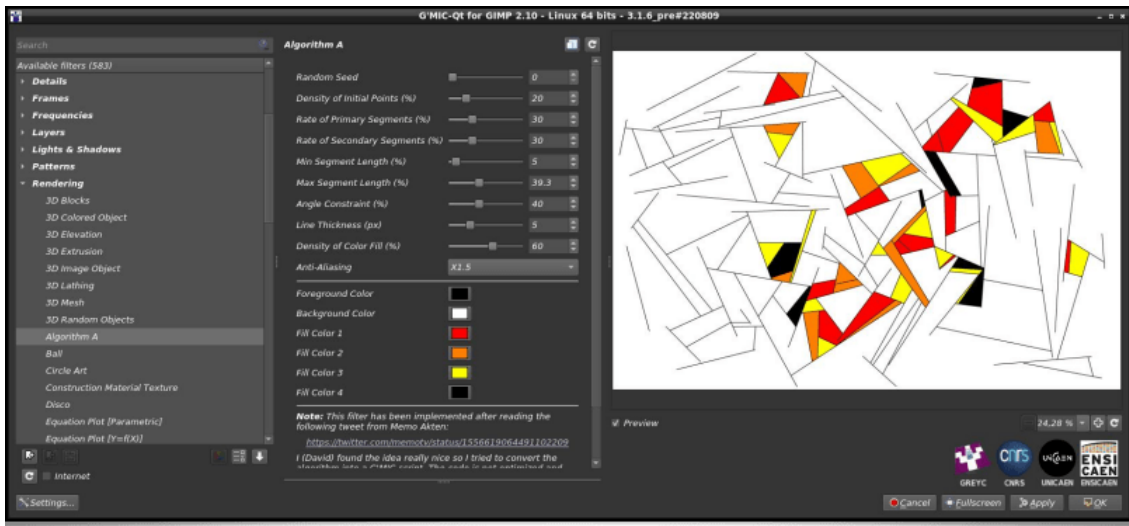 G'MIC-Qt for GIMP 2.10 - Linux 64 bits - 3.1.6_pre#220809
Search
Available filters (583)
Details
Frames
Frequencies
Layers
Lights & Shadows
Patterns
Rendering
3D Blocks
3D Colored Object
3D Elevation
3D Extrusion
3D Image Object
3D Lathing
3D Mesh
3D Random Objects
Algorithm A
Ball
Circle Art
Construction Material Texture
Disco
Equation Plot [Parametric]
Equation Plot [Y=f(X)]
Internet
Settings...
Algorithm A
Random Seed 0
Density of Initial Points (%) 20
Rate of Primary Segments (%) 30
Rate of Secondary Segments (%) 30
Min Segment Length (%) 5
Max Segment Length (%) 39.3
Angle Constraint (%) 40
Line Thickness (px) 5
Density of Color Fill (%) 60
Anti-Aliasing X1.5
Foreground Color
Background Color
Fill Color 1
Fill Color 2
Fill Color 3
Fill Color 4
Note: This filter has been implemented after reading the
following tweet from Memo Akten:
https://twitter.com/memotv/status/1556619064491102209
I (David) found the idea really nice so I tried to convert the
algorithm into a G'MIC script. The code is not optimized and
Preview
24,28 %
cnrs
UNICAEN
ENSI
CAEN
GREYC CNRS UNICAEN ENSICAEN
Cancel Fullscreen Apply OK